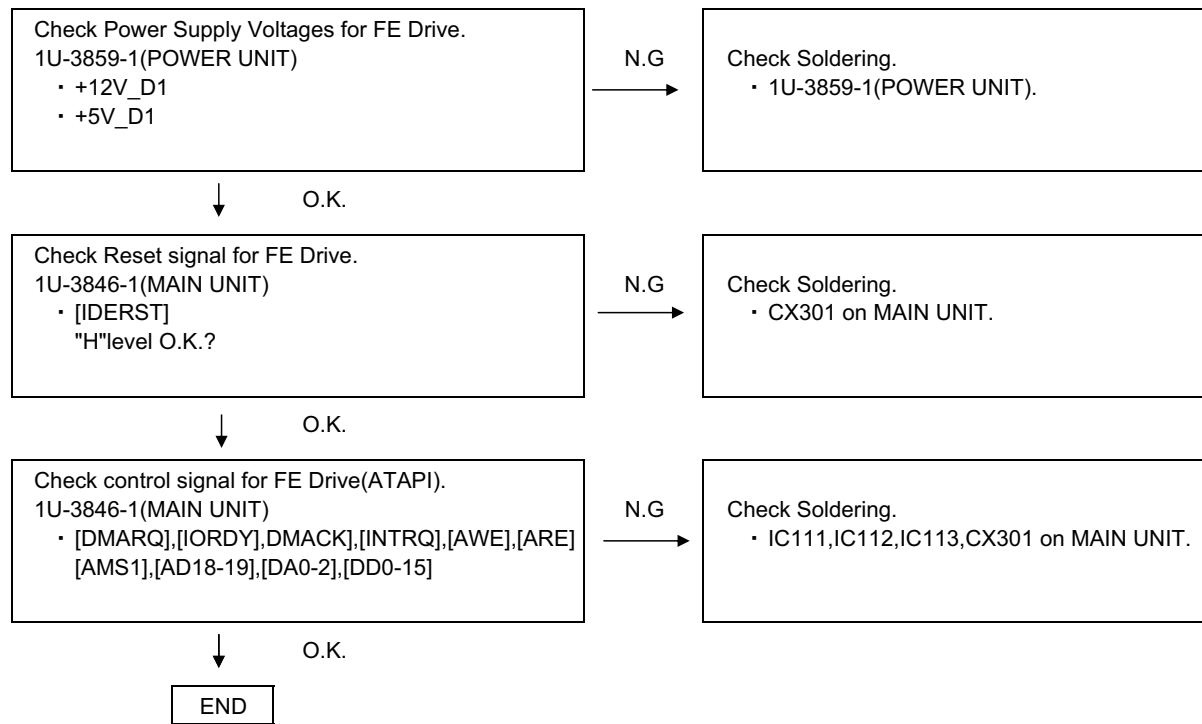 Check Power Supply Voltages for FE Drive.
1U-3859-1(POWER UNIT)
・ +12V_D1
・ +5V_D1
N.G
Check Soldering.
・ 1U-3859-1(POWER UNIT).
O.K.
Check Reset signal for FE Drive.
1U-3846-1(MAIN UNIT)
・ [IDERST]
"H"level O.K.?
N.G
Check Soldering.
・ CX301 on MAIN UNIT.
O.K.
Check control signal for FE Drive(ATAPI).
1U-3846-1(MAIN UNIT)
・ [DMARQ],[IORDY],DMACK],[INTRQ],[AWE],[ARE]
[AMS1],[AD18-19],[DA0-2],[DD0-15]
N.G
Check Soldering.
・ IC111,IC112,IC113,CX301 on MAIN UNIT.
O.K.
END